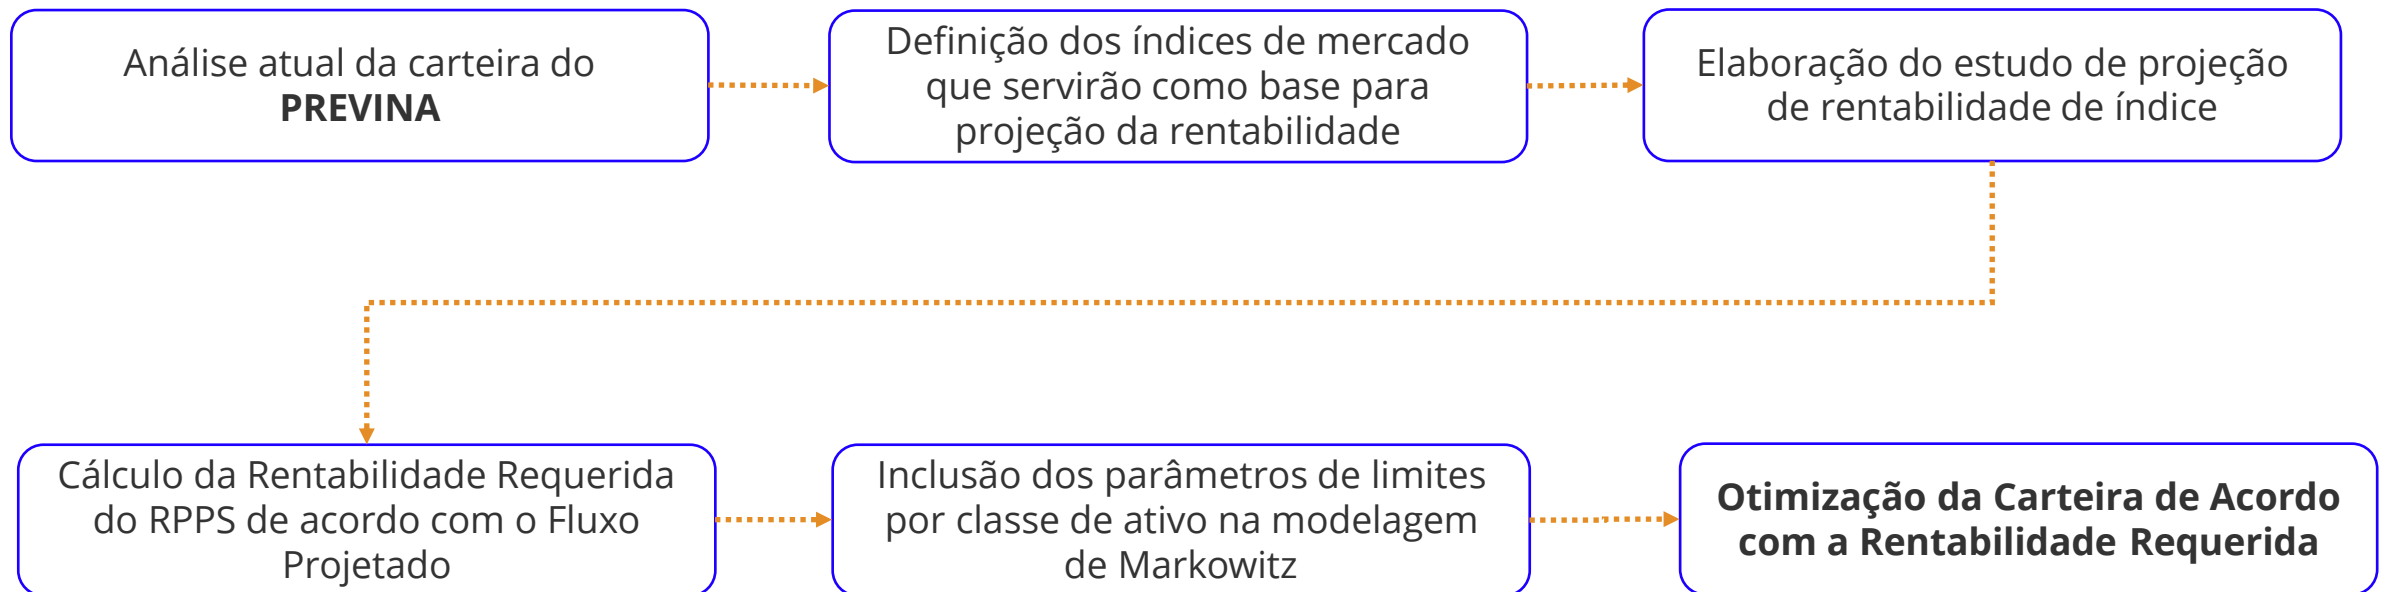 Análise atual da carteira do
PREVINA
Definição dos índices de mercado
que servirão como base para
projeção da rentabilidade
Elaboração do estudo de projeção
de rentabilidade de índice
Cálculo da Rentabilidade Requerida
do RPPS de acordo com o Fluxo
Projetado
Inclusão dos parâmetros de limites
por classe de ativo na modelagem
de Markowitz
Otimização da Carteira de Acordo
com a Rentabilidade Requerida